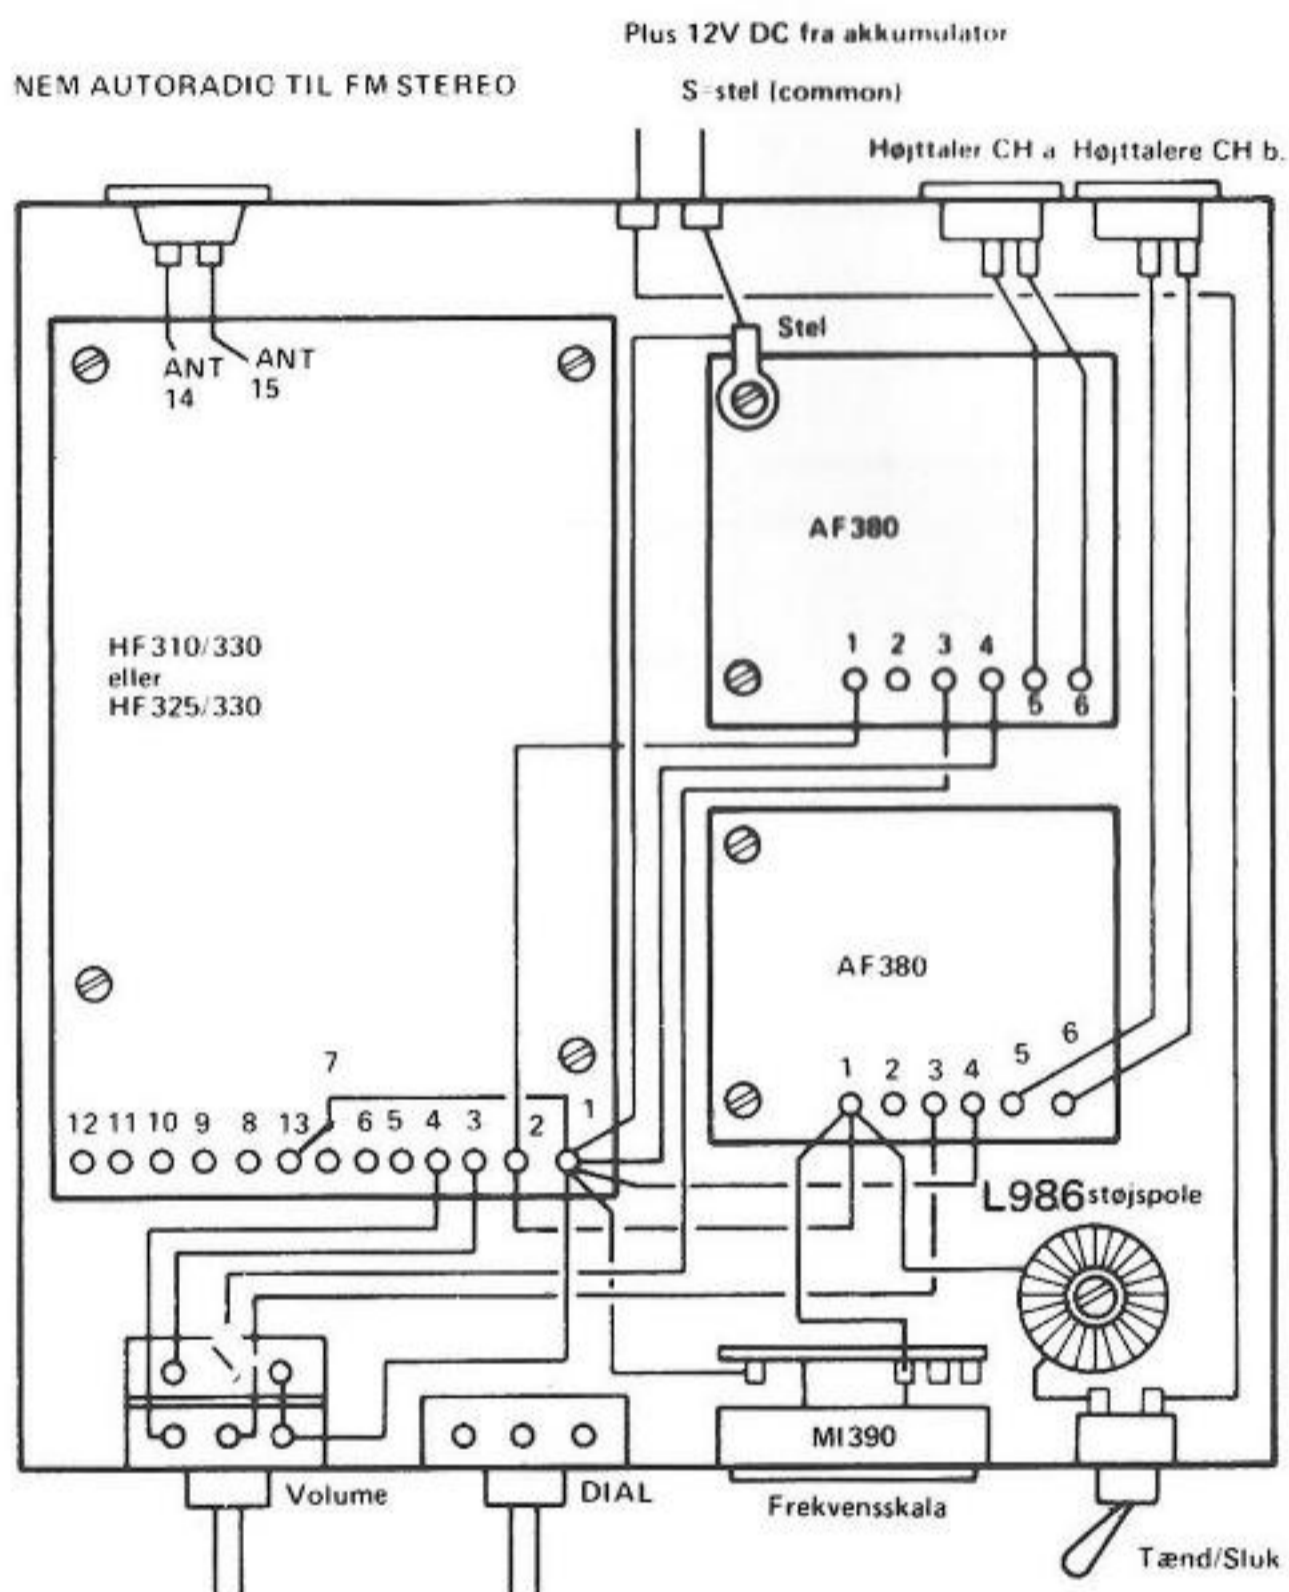 Plus 12V DC fra akkumulator
NEM AUTORADIO TIL FM STEREO
S=stel (common)
Højttaler CH a Højttalere CH b.
Stel
ANT
14
ANT
15
AF380
HF310/330
eller
HF325/330
1 2 3 4
5 6
AF380
7
1 2 3 4 5 6
12 11 10 9 8 13 6 5 4 3 2 1
L986 støjspole
MI390
Volume
DIAL
Frekvensskala
Tænd/Sluk